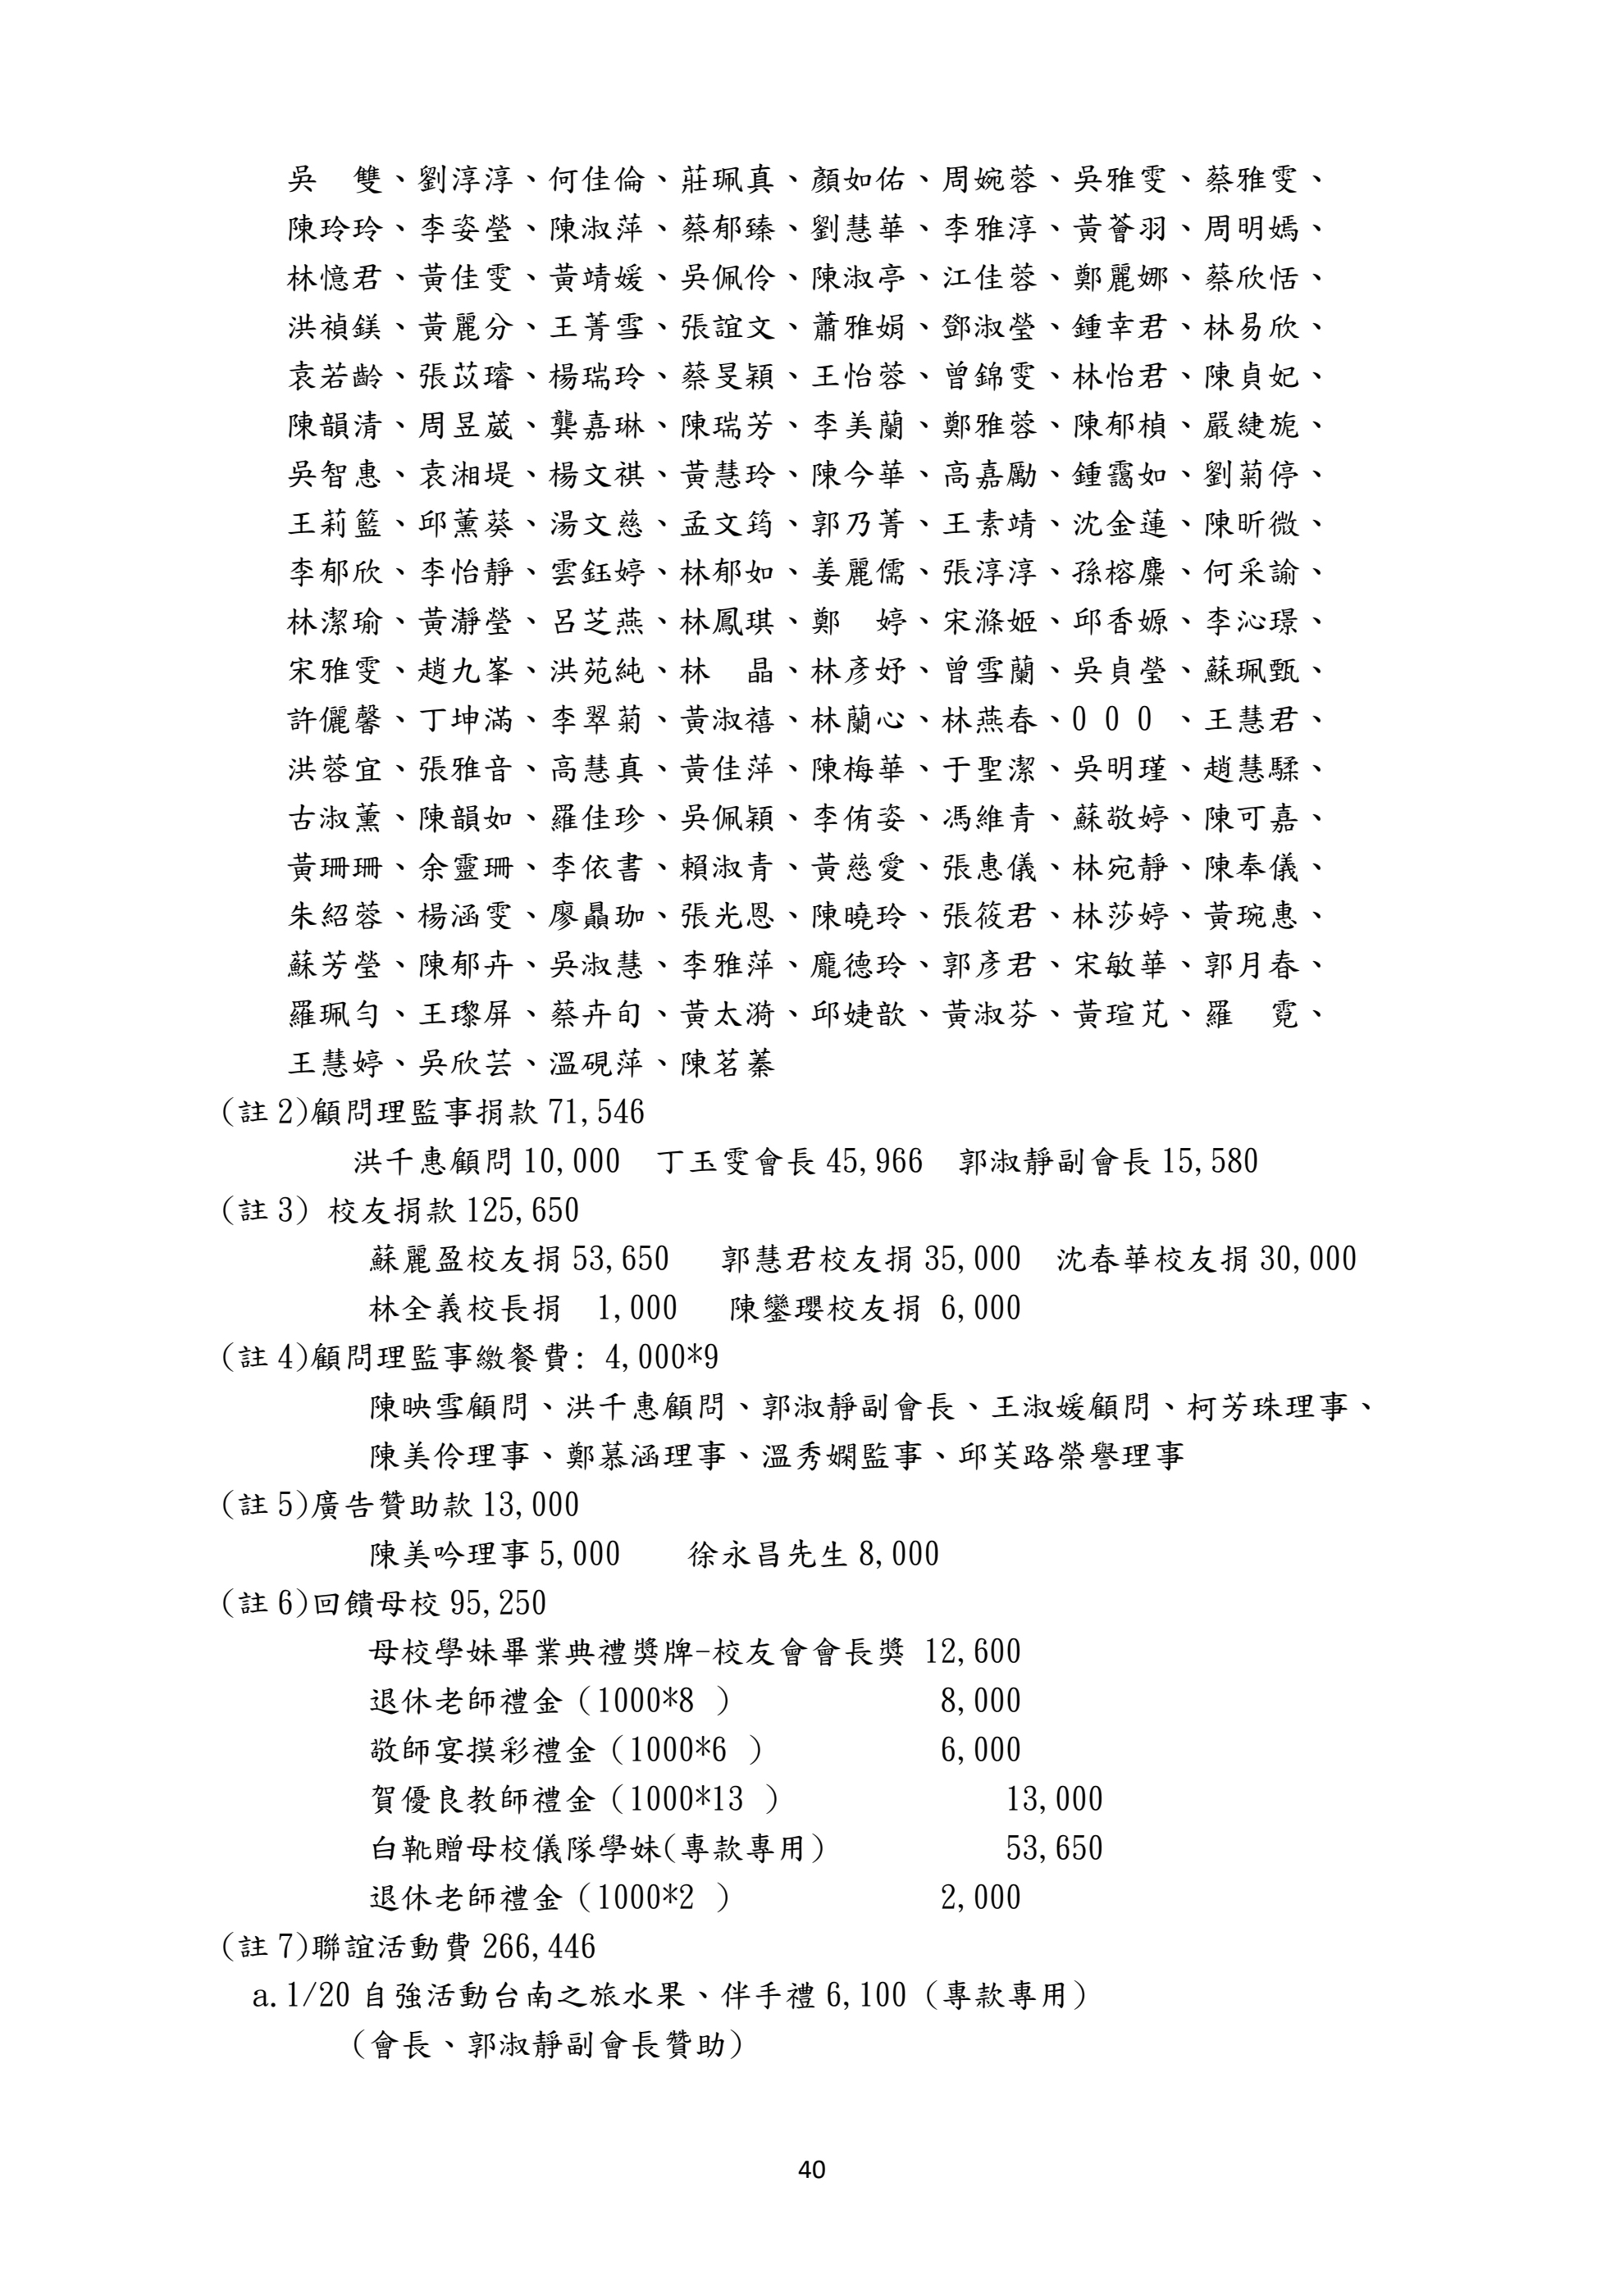 吳　雙、劉淳淳、何佳倫、莊珮真、顏如佑、周婉蓉、吳雅雯、蔡雅雯、
陳玲玲、李姿瑩、陳淑萍、蔡郁臻、劉慧華、李雅淳、黃薈羽、周明嫣、
林憶君、黃佳雯、黃靖媛、吳佩伶、陳淑亭、江佳蓉、鄭麗娜、蔡欣恬、
洪禎鎂、黃麗分、王菁雪、張誼文、蕭雅娟、鄧淑瑩、鍾幸君、林易欣、
袁若齡、張苡璿、楊瑞玲、蔡旻穎、王怡蓉、曾錦雯、林怡君、陳貞妃、
陳韻清、周昱葳、龔嘉琳、陳瑞芳、李美蘭、鄭雅蓉、陳郁楨、嚴緁旎、
吳智惠、袁湘堤、楊文祺、黃慧玲、陳今華、高嘉勵、鍾靄如、劉菊停、
王莉籃、邱薰葵、湯文慈、孟文筠、郭乃菁、王素靖、沈金蓮、陳昕微、
李郁欣、李怡靜、雲鈺婷、林郁如、姜麗儒、張淳淳、孫榕麋、何采諭、
林潔瑜、黃瀞瑩、呂芝燕、林鳳琪、鄭　婷、宋滌姬、邱香嫄、李沁璟、
宋雅雯、趙九峯、洪苑純、林　晶、林彥妤、曾雪蘭、吳貞瑩、蘇珮甄、
許儷馨、丁坤滿、李翠菊、黃淑禧、林蘭心、林燕春、0 0 0 、王慧君、
洪蓉宜、張雅音、高慧真、黃佳萍、陳梅華、于聖潔、吳明瑾、趙慧騥、
古淑薰、陳韻如、羅佳珍、吳佩穎、李侑姿、馮維青、蘇敬婷、陳可嘉、
黃珊珊、余靈珊、李依書、賴淑青、黃慈愛、張惠儀、林宛靜、陳奉儀、
朱紹蓉、楊涵雯、廖贔珈、張光恩、陳曉玲、張筱君、林莎婷、黃琬惠、
蘇芳瑩、陳郁卉、吳淑慧、李雅萍、龐德玲、郭彥君、宋敏華、郭月春、
羅珮勻、王瓈屏、蔡卉旬、黃太漪、邱婕歆、黃淑芬、黃瑄芃、羅　霓、
王慧婷、吳欣芸、溫硯萍、陳茗蓁
(註 2)顧問理監事捐款 71,546
洪千惠顧問 10,000　丁玉雯會長 45,966　郭淑靜副會長 15,580
(註 3) 校友捐款 125,650
蘇麗盈校友捐 53,650　郭慧君校友捐 35,000　沈春華校友捐 30,000
林全義校長捐　1,000　陳鑾瓔校友捐 6,000
(註 4)顧問理監事繳餐費: 4,000*9
陳映雪顧問、洪千惠顧問、郭淑靜副會長、王淑媛顧問、柯芳珠理事、
陳美伶理事、鄭慕涵理事、溫秀嫻監事、邱芙路榮譽理事
(註 5)廣告贊助款 13,000
陳美吟理事 5,000　徐永昌先生 8,000
(註 6)回饋母校 95,250
母校學妹畢業典禮獎牌-校友會會長獎 12,600
退休老師禮金 (1000*8 ) 8,000
敬師宴摸彩禮金 (1000*6 ) 6,000
賀優良教師禮金 (1000*13 ) 13,000
白靴贈母校儀隊學妹(專款專用) 53,650
退休老師禮金 (1000*2 ) 2,000
(註 7)聯誼活動費 266,446
a.1/20 自強活動台南之旅水果、伴手禮 6,100 (專款專用)
(會長、郭淑靜副會長贊助)
40